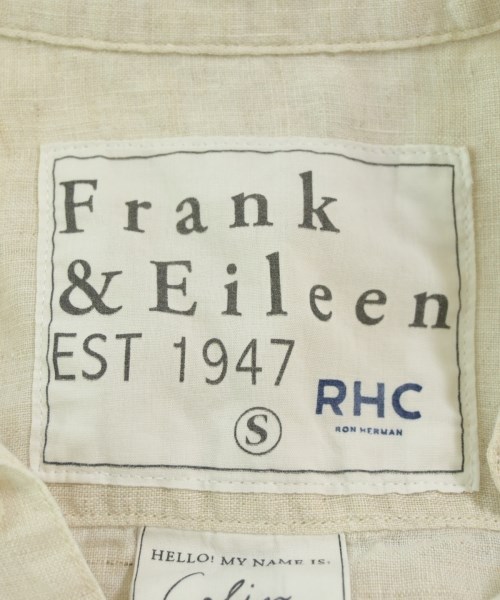 Frank
& Eileen
EST 1947
RHC
RON HERMAN
S
HELLO! MY NAME IS: